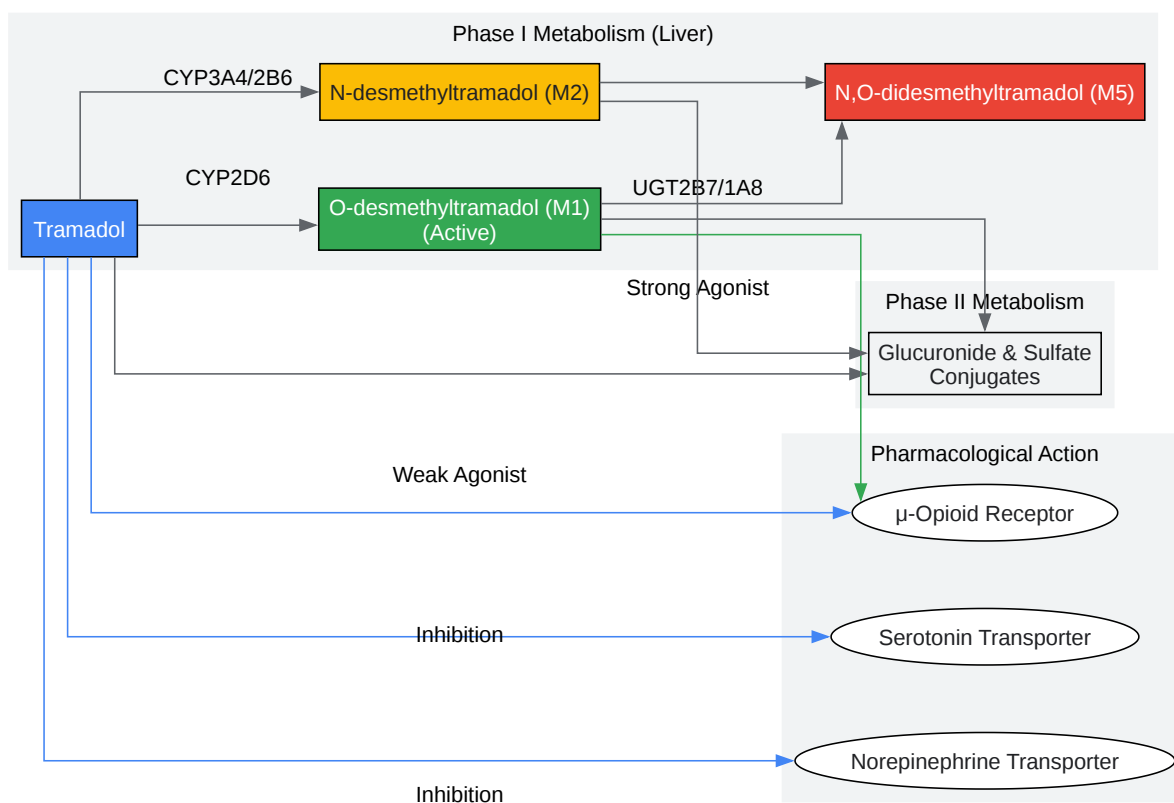 Phase I Metabolism (Liver)
CYP3A4/2B6
N-desmethyltramadol (M2)
N,O-didesmethyltramadol (M5)
CYP2D6
UGT2B7/1A8
Tramadol
O-desmethyltramadol (M1)
(Active)
Strong Agonist
Phase II Metabolism
Glucuronide & Sulfate
Conjugates
Pharmacological Action
Weak Agonist
μ-Opioid Receptor
Inhibition
Serotonin Transporter
Norepinephrine Transporter
Inhibition